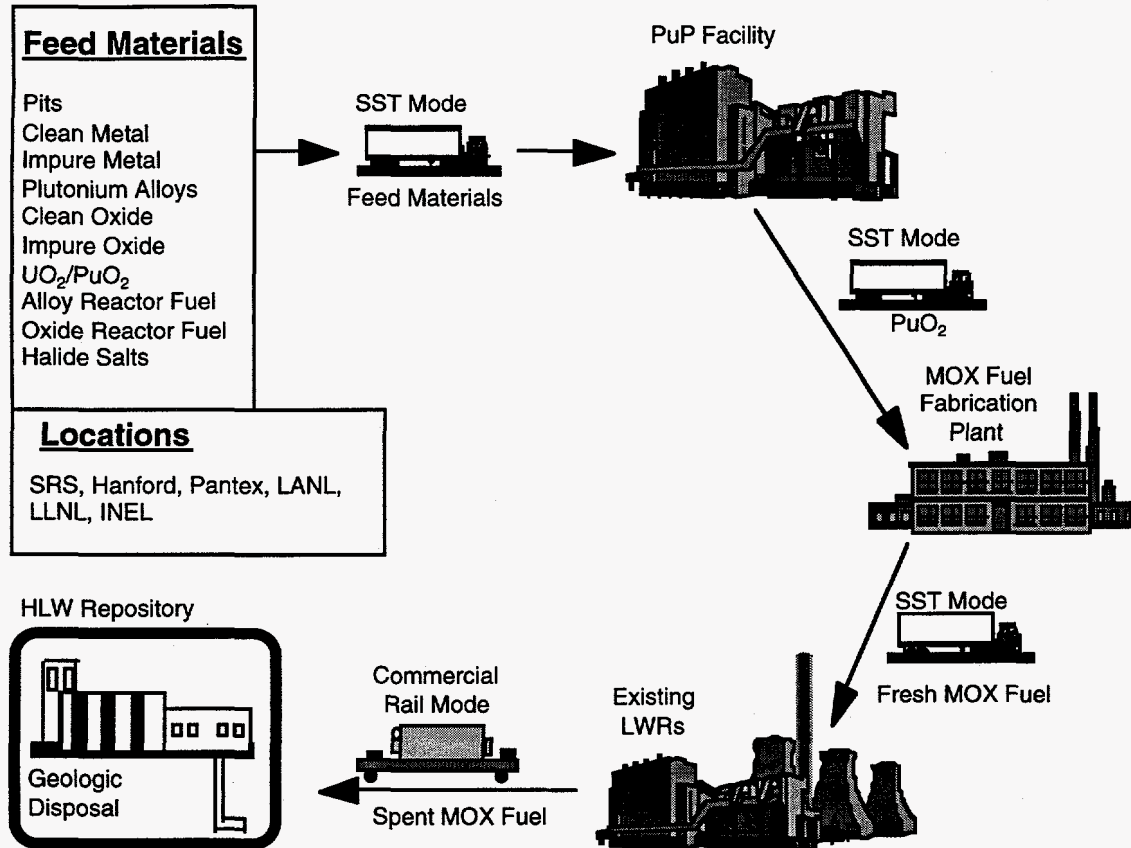 Feed Materials
Pits
Clean Metal
Impure Metal
Plutonium Alloys
Clean Oxide
Impure Oxide
UO₂/PuO₂
Alloy Reactor Fuel
Oxide Reactor Fuel
Halide Salts
Locations
SRS, Hanford, Pantex, LANL,
LLNL, INEL
SST Mode
Feed Materials
PuP Facility
SST Mode
PuO₂
MOX Fuel
Fabrication
Plant
SST Mode
Fresh MOX Fuel
Existing
LWRs
Commercial
Rail Mode
Spent MOX Fuel
HLW Repository
Geologic
Disposal